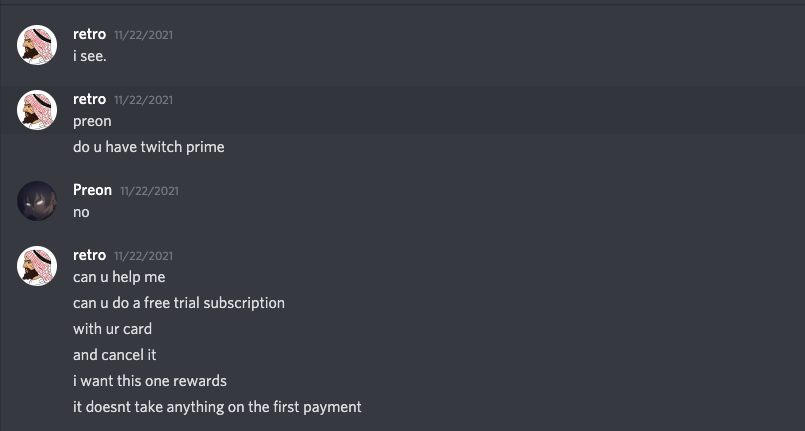 retro 11/22/2021
i see.
retro 11/22/2021
preon
do u have twitch prime
Preon 11/22/2021
no
retro 11/22/2021
can u help me
can u do a free trial subscription
with ur card
and cancel it
i want this one rewards
it doesnt take anything on the first payment